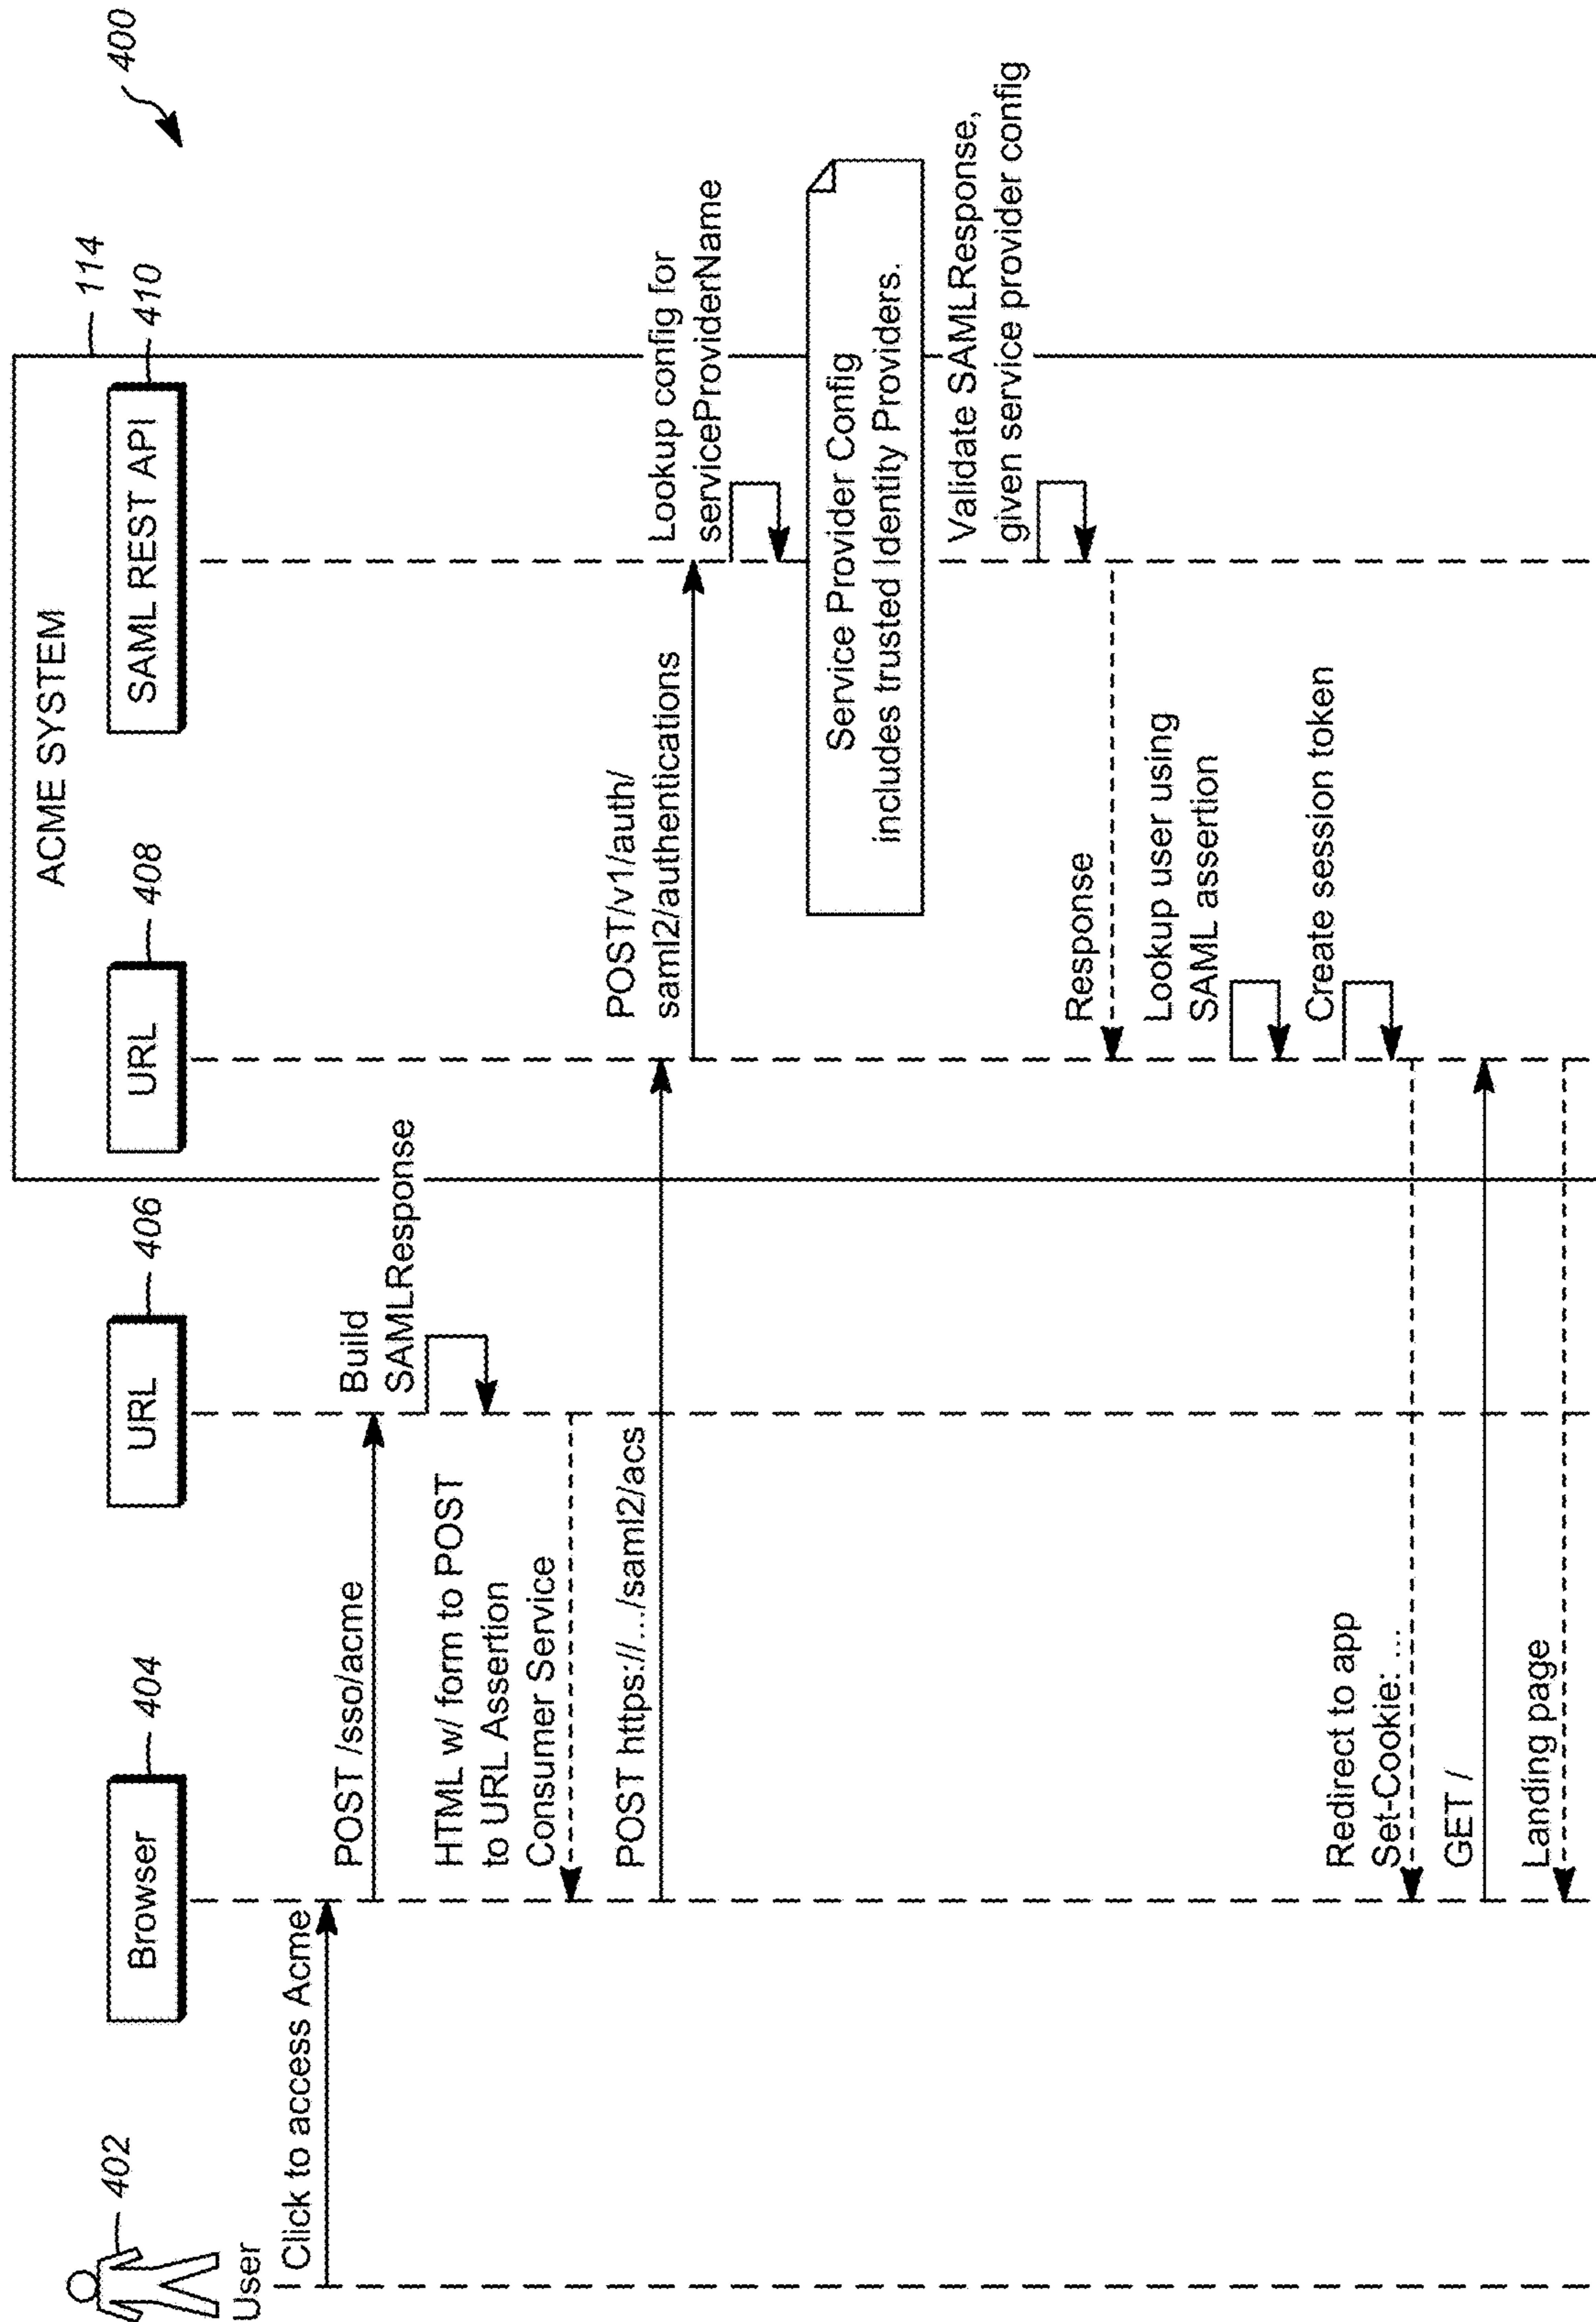 400
ACME SYSTEM
114
402
User
Browser
404
URL
406
URL
408
SAML REST API
410
Click to access Acme
POST /sso/acme
Build
SAMLResponse
HTML w/ form to POST
to URL Assertion
Consumer Service
POST https://.../saml2/acs
POST/v1/auth/
saml2/authentications
Lookup config for
serviceProviderName
Service Provider Config
includes trusted Identity Providers.
Validate SAMLResponse,
given service provider config
Response
Lookup user using
SAML assertion
Create session token
Redirect to app
Set-Cookie: ...
GET /
Landing page